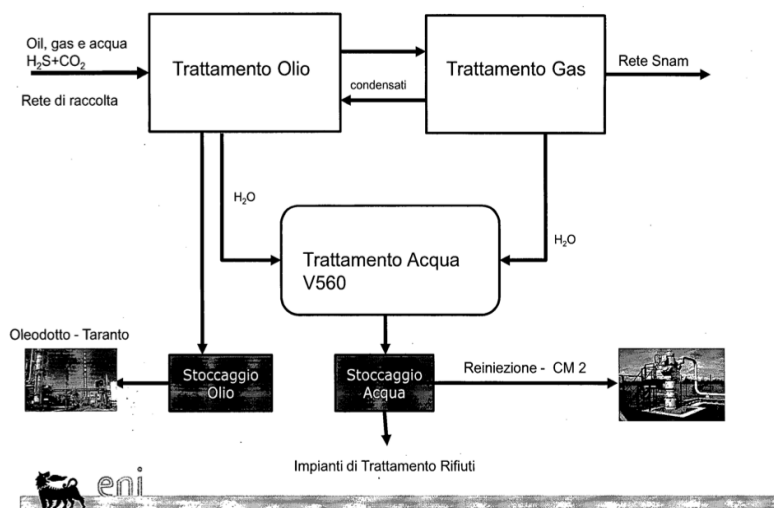 Oil, gas e acqua
H₂S+CO₂
Rete di raccolta
Trattamento Olio
condensati
Trattamento Gas
Rete Snam
H₂O
H₂O
Trattamento Acqua
V560
Oleodotto - Taranto
Stoccaggio
Olio
Stoccaggio
Acqua
Reiniezione - CM 2
Impianti di Trattamento Rifiuti
eni